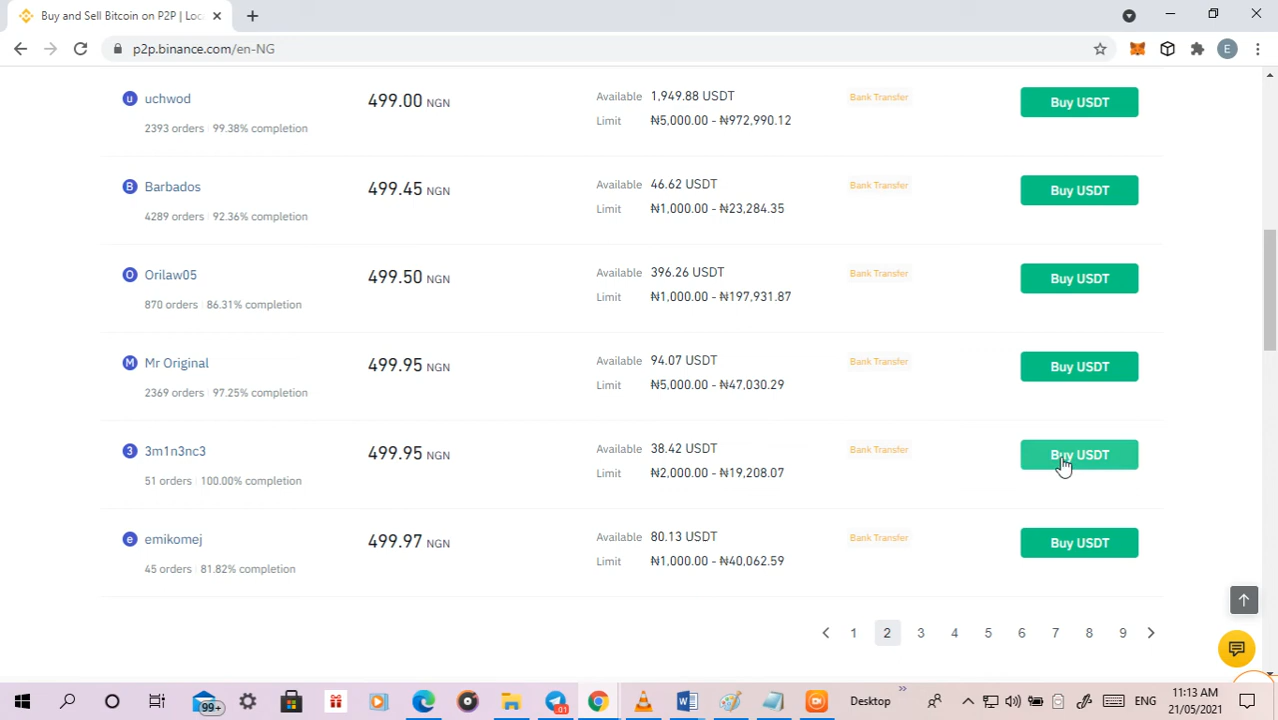 Buy and Sell Bitcoin on P2P | Loc
p2p.binance.com/en-NG
E
u uchwod
499.00 NGN
Available 1,949.88 USDT
Bank Transfer
Buy USDT
Limit ₦5,000.00 - ₦972,990.12
2393 orders | 99.38% completion
B Barbados
499.45 NGN
Available 46.62 USDT
Bank Transfer
Buy USDT
Limit ₦1,000.00 - ₦23,284.35
4289 orders | 92.36% completion
O Orilaw05
499.50 NGN
Available 396.26 USDT
Bank Transfer
Buy USDT
Limit ₦1,000.00 - ₦197,931.87
870 orders | 86.31% completion
M Mr Original
499.95 NGN
Available 94.07 USDT
Bank Transfer
Buy USDT
Limit ₦5,000.00 - ₦47,030.29
2369 orders | 97.25% completion
3 3m1n3nc3
499.95 NGN
Available 38.42 USDT
Bank Transfer
Buy USDT
Limit ₦2,000.00 - ₦19,208.07
51 orders | 100.00% completion
e emikomej
499.97 NGN
Available 80.13 USDT
Bank Transfer
Buy USDT
Limit ₦1,000.00 - ₦40,062.59
45 orders | 81.82% completion
1 2 3 4 5 6 7 8 9
99+
Desktop
ENG
11:13 AM
21/05/2021